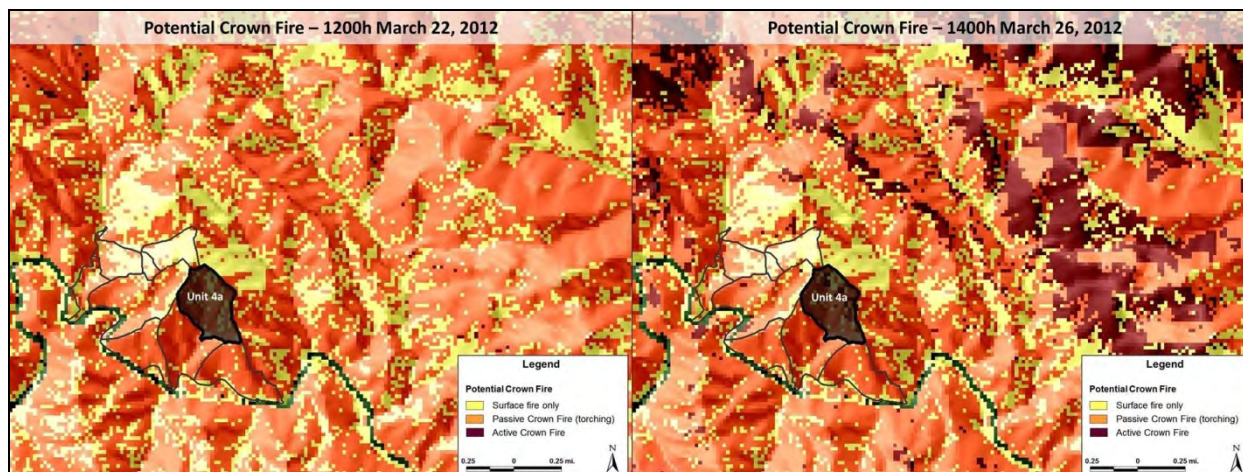 Potential Crown Fire – 1200h March 22, 2012
Unit 4a
Legend
Potential Crown Fire
Surface fire only
Passive Crown Fire (torching)
Active Crown Fire
0.25 0 0.25 mi.
N
Potential Crown Fire – 1400h March 26, 2012
Unit 4a
Legend
Potential Crown Fire
Surface fire only
Passive Crown Fire (torching)
Active Crown Fire
0.25 0 0.25 mi.
N